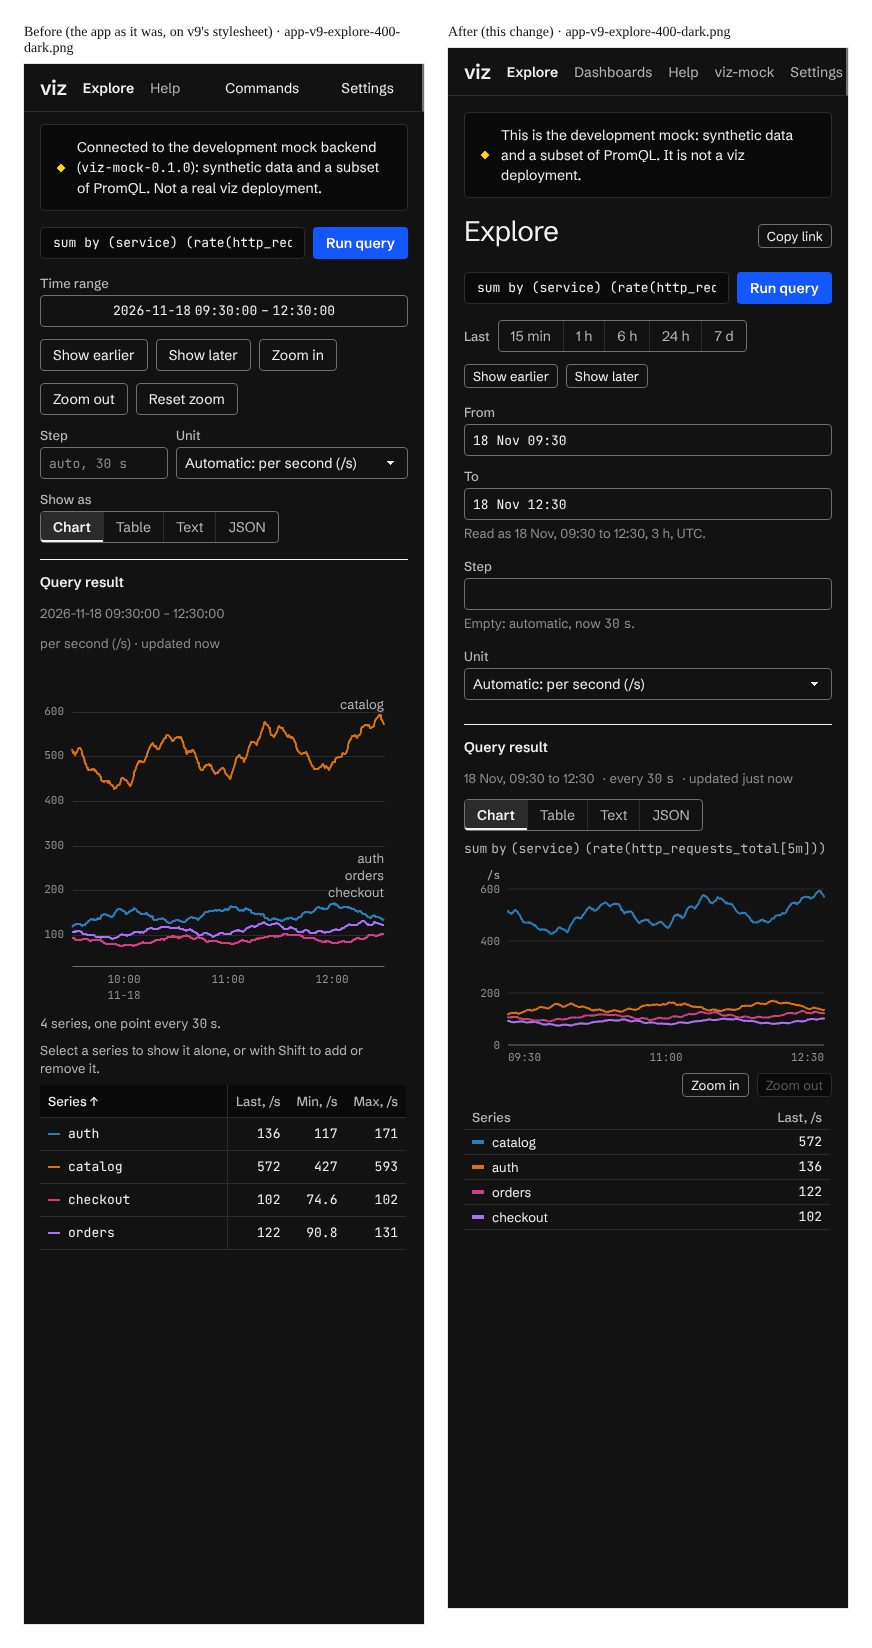 Before (the app as it was, on v9's stylesheet) · app-v9-explore-400-
dark.png
viz Explore Help Commands Settings
Connected to the development mock backend
(viz-mock-0.1.0): synthetic data and a subset
of PromQL. Not a real viz deployment.
sum by (service) (rate(http_rec Run query
Time range
2026-11-18 09:30:00 – 12:30:00
Show earlier Show later Zoom in
Zoom out Reset zoom
Step Unit
auto, 30 s Automatic: per second (/s)
Show as
Chart Table Text JSON
Query result
2026-11-18 09:30:00 – 12:30:00
per second (/s) · updated now
catalog
600
500
400
300
auth
orders
200
checkout
100
10:00 11:00 12:00
11-18
4 series, one point every 30 s.
Select a series to show it alone, or with Shift to add or
remove it.
Series ↑ Last, /s Min, /s Max, /s
auth 136 117 171
catalog 572 427 593
checkout 102 74.6 102
orders 122 90.8 131
After (this change) · app-v9-explore-400-dark.png
viz Explore Dashboards Help viz-mock Settings
This is the development mock: synthetic data
and a subset of PromQL. It is not a viz
deployment.
Explore Copy link
sum by (service) (rate(http_rec Run query
Last 15 min 1 h 6 h 24 h 7 d
Show earlier Show later
From
18 Nov 09:30
To
18 Nov 12:30
Read as 18 Nov, 09:30 to 12:30, 3 h, UTC.
Step
Empty: automatic, now 30 s.
Unit
Automatic: per second (/s)
Query result
18 Nov, 09:30 to 12:30 · every 30 s · updated just now
Chart Table Text JSON
sum by (service) (rate(http_requests_total[5m]))
/s
600
400
200
0
09:30 11:00 12:30
Zoom in Zoom out
Series Last, /s
catalog 572
auth 136
orders 122
checkout 102